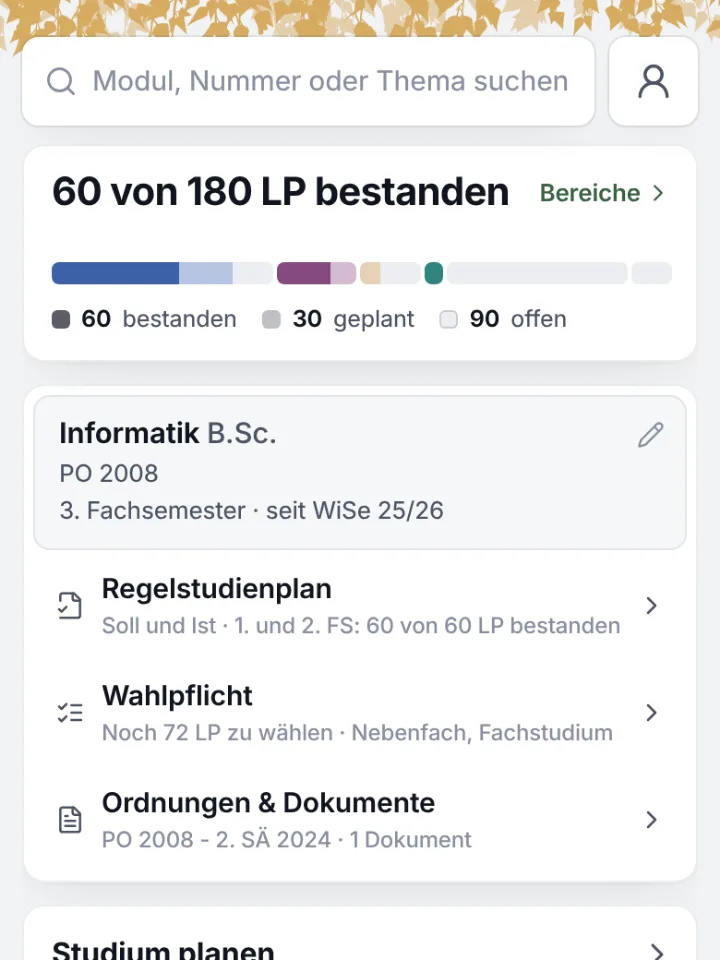 Modul, Nummer oder Thema suchen
60 von 180 LP bestanden Bereiche
60 bestanden 30 geplant 90 offen
Informatik B.Sc.
PO 2008
3. Fachsemester · seit WiSe 25/26
Regelstudienplan
Soll und Ist · 1. und 2. FS: 60 von 60 LP bestanden
Wahlpflicht
Noch 72 LP zu wählen · Nebenfach, Fachstudium
Ordnungen & Dokumente
PO 2008 - 2. SÄ 2024 · 1 Dokument
Studium planen